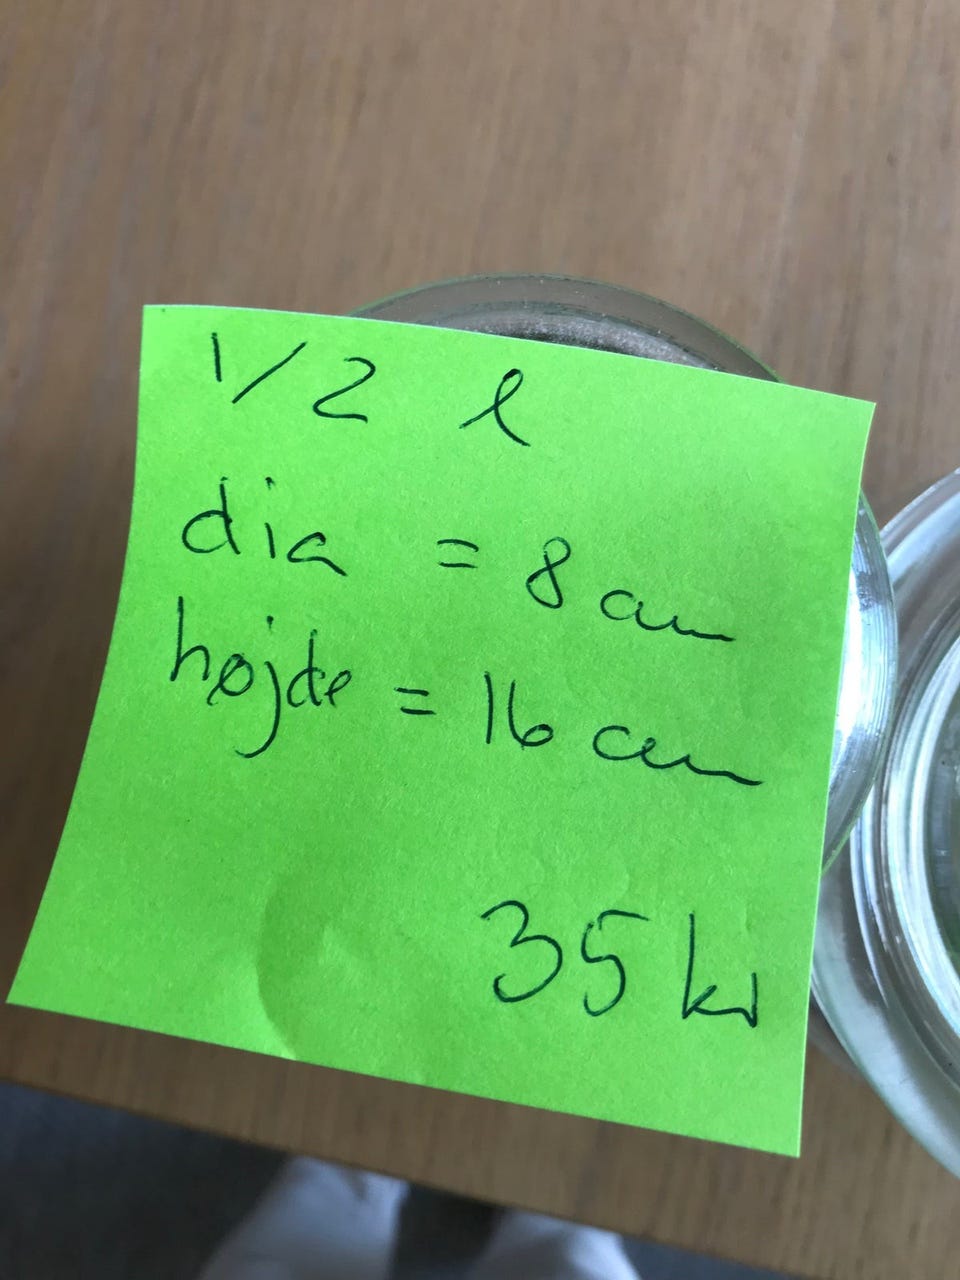 1/2 l
dia = 8 cm
højde = 16 cm
35 kr